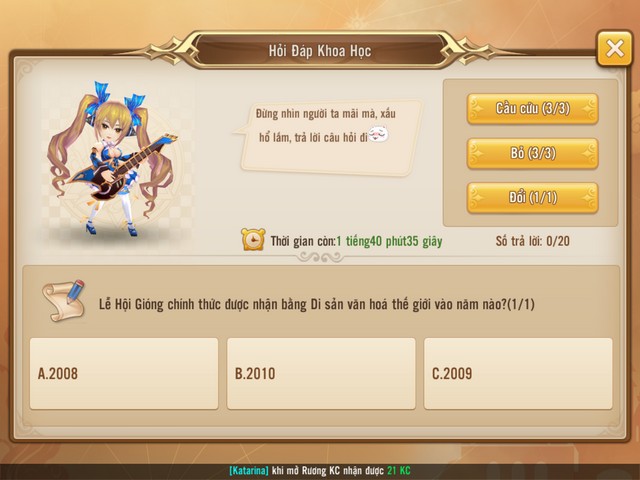 Hỏi Đáp Khoa Học
Đừng nhìn người ta mãi mà, xấu
hổ lắm, trả lời câu hỏi đi
Cầu cứu (3/3)
Bỏ (3/3)
Đổi (1/1)
Thời gian còn:1 tiếng40 phút35 giây
Số trả lời: 0/20
Lễ Hội Gióng chính thức được nhận bằng Di sản văn hoá thế giới vào năm nào?(1/1)
A.2008
B.2010
C.2009
[Katarina] khi mở Rương KC nhận được 21 KC